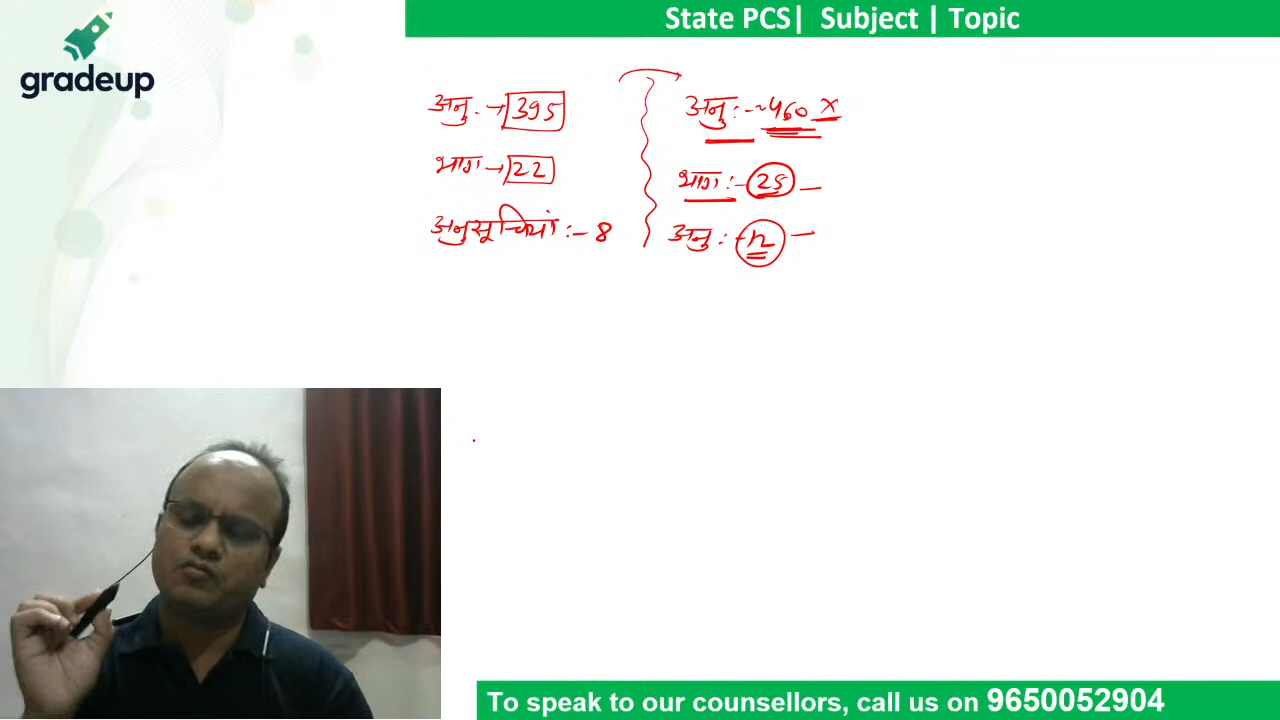 State PCS| Subject | Topic
gradeup
अनु. → 395
भाग → 22
अनुसूचियां :- 8
अनु :- ~460 x
भाग :- 25 -
अनु : - 12 -
To speak to our counsellors, call us on 9650052904